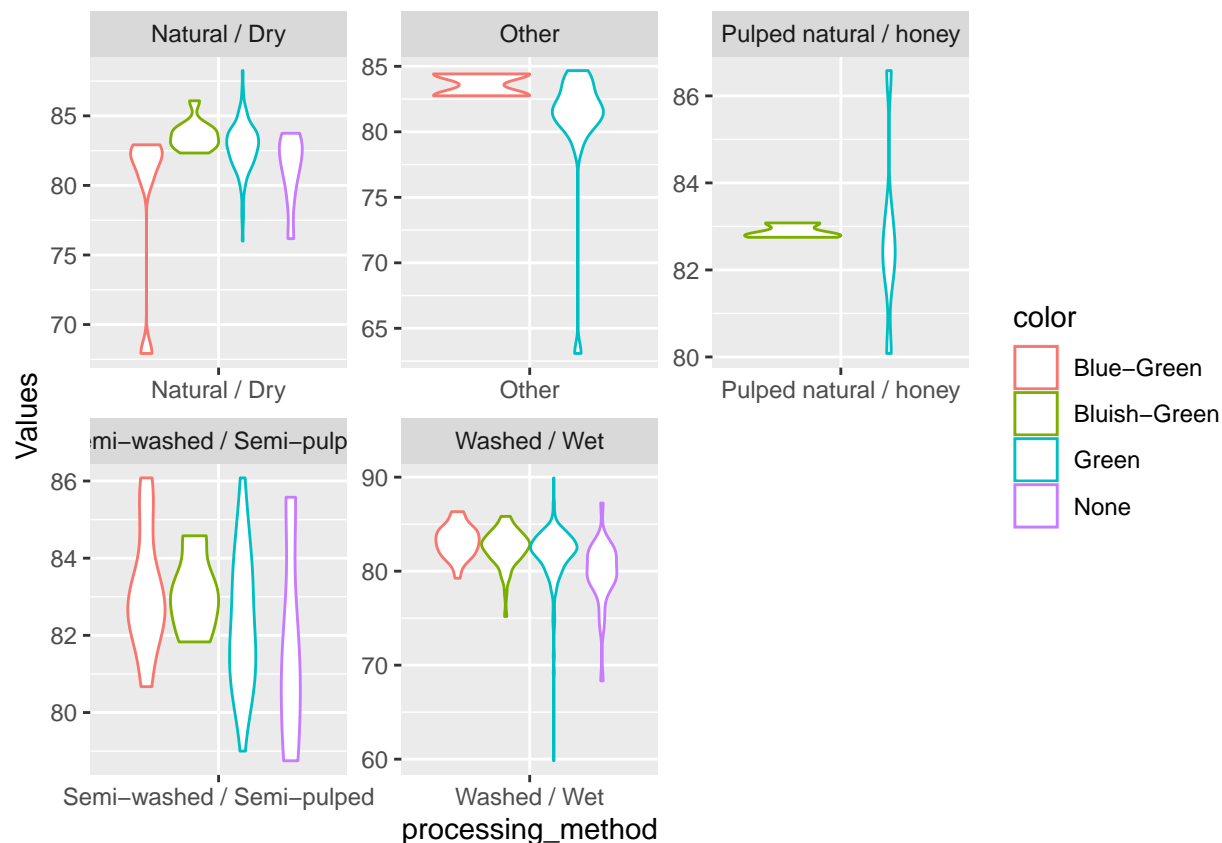 Natural / Dry
Other
Pulped natural / honey
85
80
75
70
85
80
75
70
65
86
84
82
80
Natural / Dry
Other
Pulped natural / honey
Values
emi−washed / Semi−pulp
Washed / Wet
86
84
82
80
90
80
70
60
Semi−washed / Semi−pulped
Washed / Wet
processing_method
color
Blue−Green
Bluish−Green
Green
None